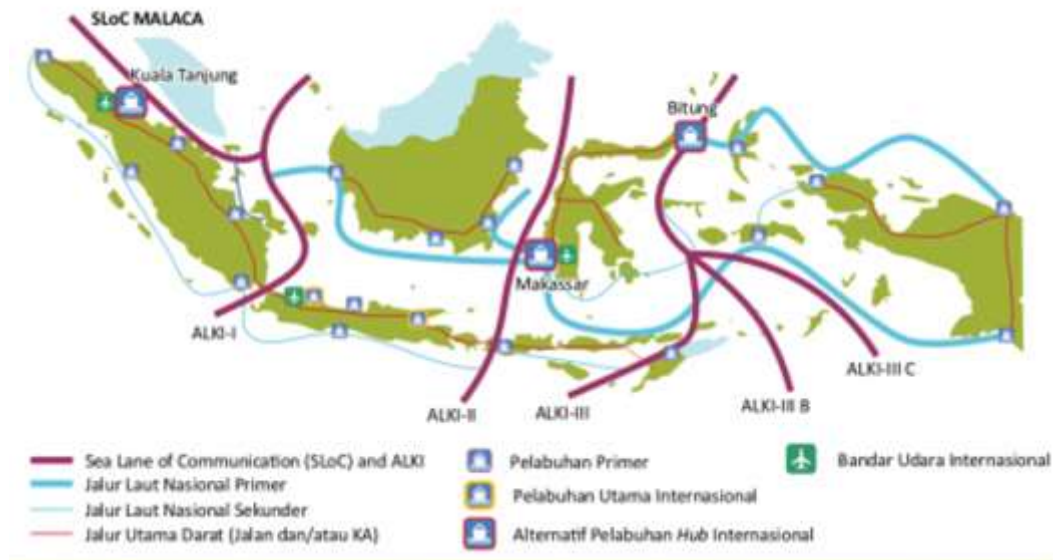 SLoC MALACA
Kuala Tanjung
Bitung
Makassar
ALKI-I
ALKI-II
ALKI-III
ALKI-III B
ALKI-III C
Sea Lane of Communication (SLoC) and ALKI
Jalur Laut Nasional Primer
Jalur Laut Nasional Sekunder
Jalur Utama Darat (Jalan dan/atau KA)
Pelabuhan Primer
Pelabuhan Utama Internasional
Alternatif Pelabuhan Hub Internasional
Bandar Udara Internasional